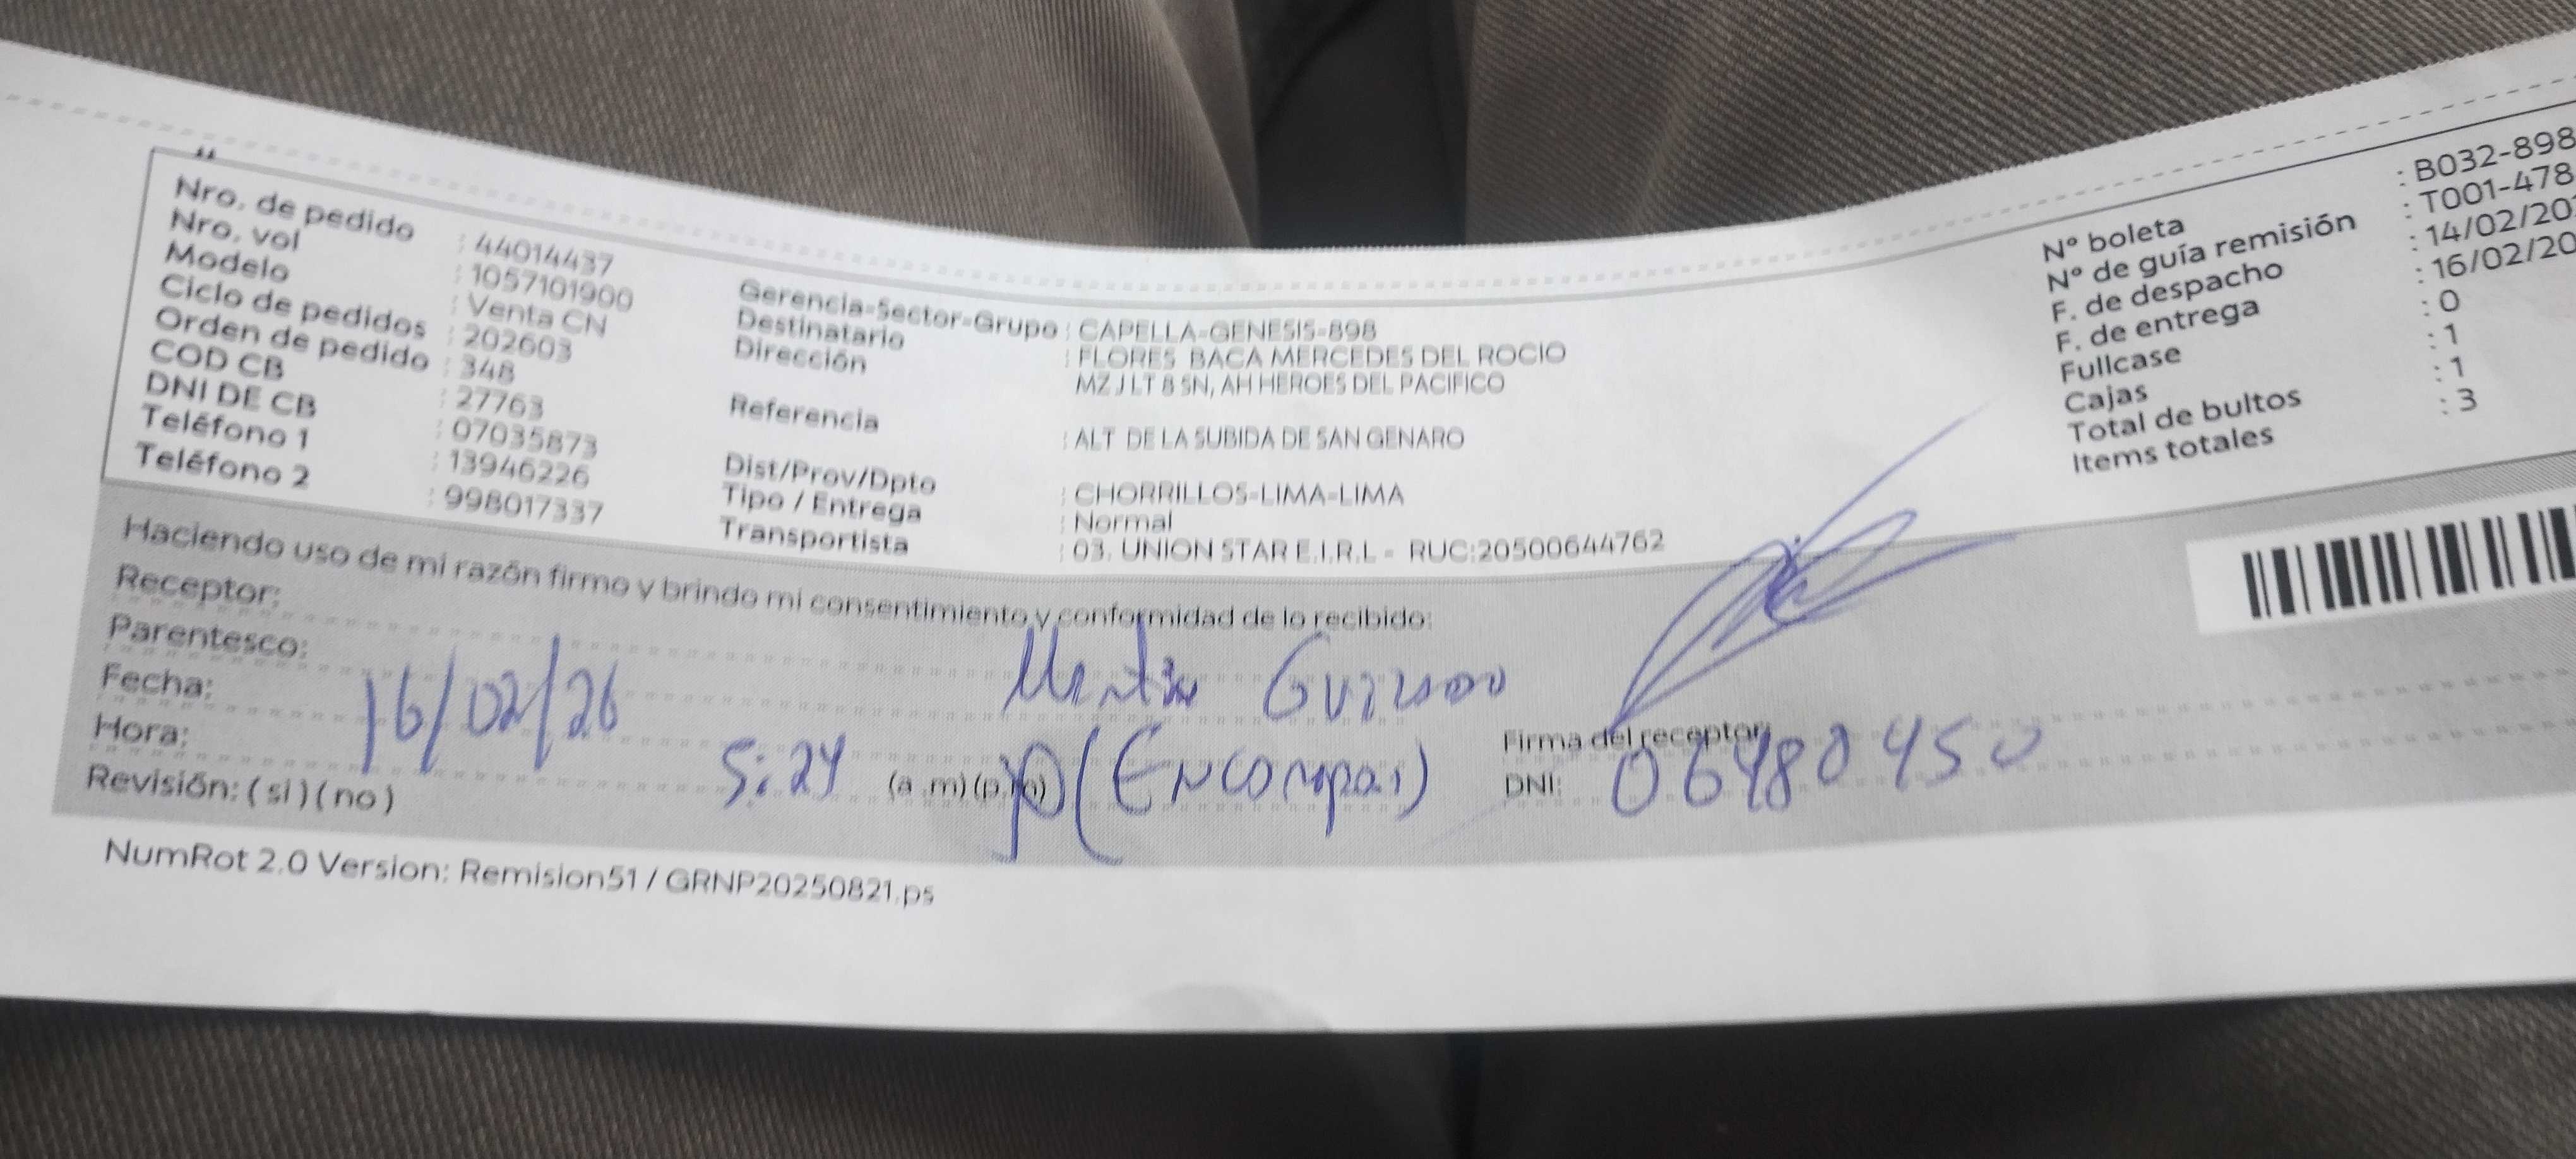 Nro. de pedido : 44014437
Nro. vol : 1057101900
Modelo : Venta CN
Ciclo de pedidos : 202603
Orden de pedido : 348
COD CB : 27763
DNI DE CB : 07035873
Teléfono 1 : 13946226
Teléfono 2 : 998017337
Gerencia-Sector-Grupo : CAPELLA-GENESIS-898
Destinatario : FLORES BACA MERCEDES DEL ROCIO
Dirección : MZ J LT 8 SN, AH HEROES DEL PACIFICO
Referencia : ALT DE LA SUBIDA DE SAN GENARO
Dist/Prov/Dpto : CHORRILLOS-LIMA-LIMA
Tipo / Entrega : Normal
Transportista : 03. UNION STAR E.I.R.L - RUC:20500644762
N° boleta : B032-898
N° de guía remisión : T001-478
F. de despacho : 14/02/20
F. de entrega : 16/02/20
Fullcase : 0
Cajas : 1
Total de bultos : 1
Items totales : 3
Haciendo uso de mi razón firmo y brindo mi consentimiento y conformidad de lo recibido:
Receptor:
Parentesco:
Fecha: 16/02/26
Hora: 5:24 (a .m) (p.m)
Revisión: ( si ) ( no )
Firma del receptor:
DNI: 06480450
NumRot 2.0 Version: Remision51 / GRNP20250821.ps